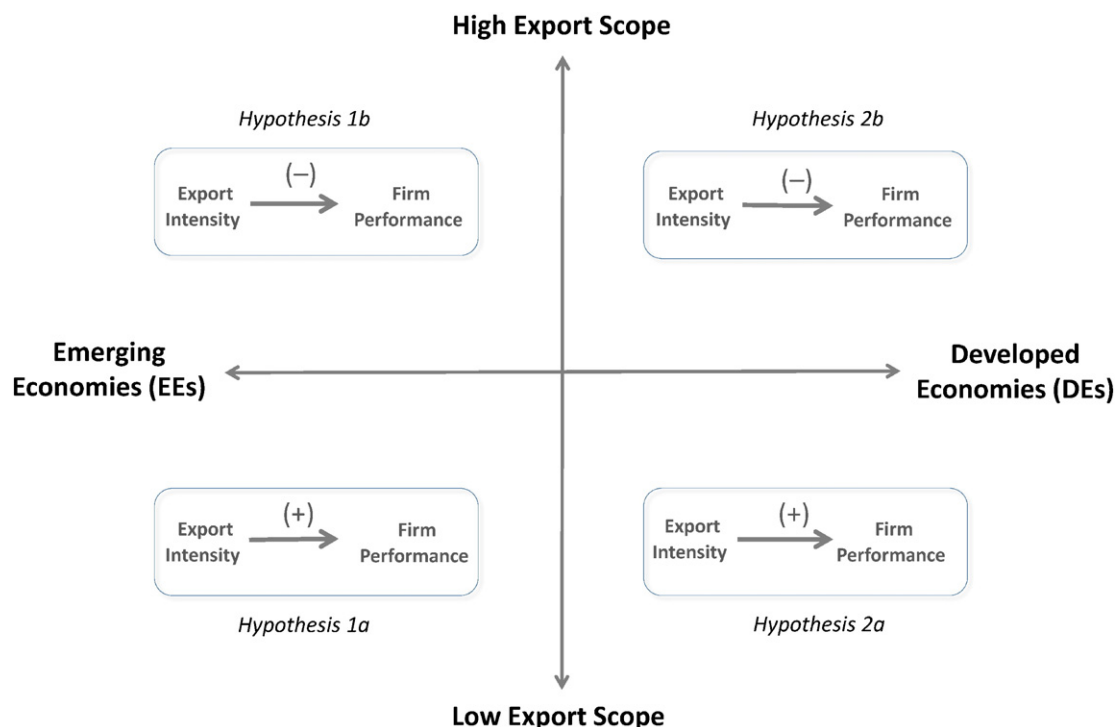 High Export Scope
Hypothesis 1b
Hypothesis 2b
(−)
Export
Intensity
Firm
Performance
(−)
Export
Intensity
Firm
Performance
Emerging
Economies (EEs)
Developed
Economies (DEs)
(+)
Export
Intensity
Firm
Performance
(+)
Export
Intensity
Firm
Performance
Hypothesis 1a
Hypothesis 2a
Low Export Scope